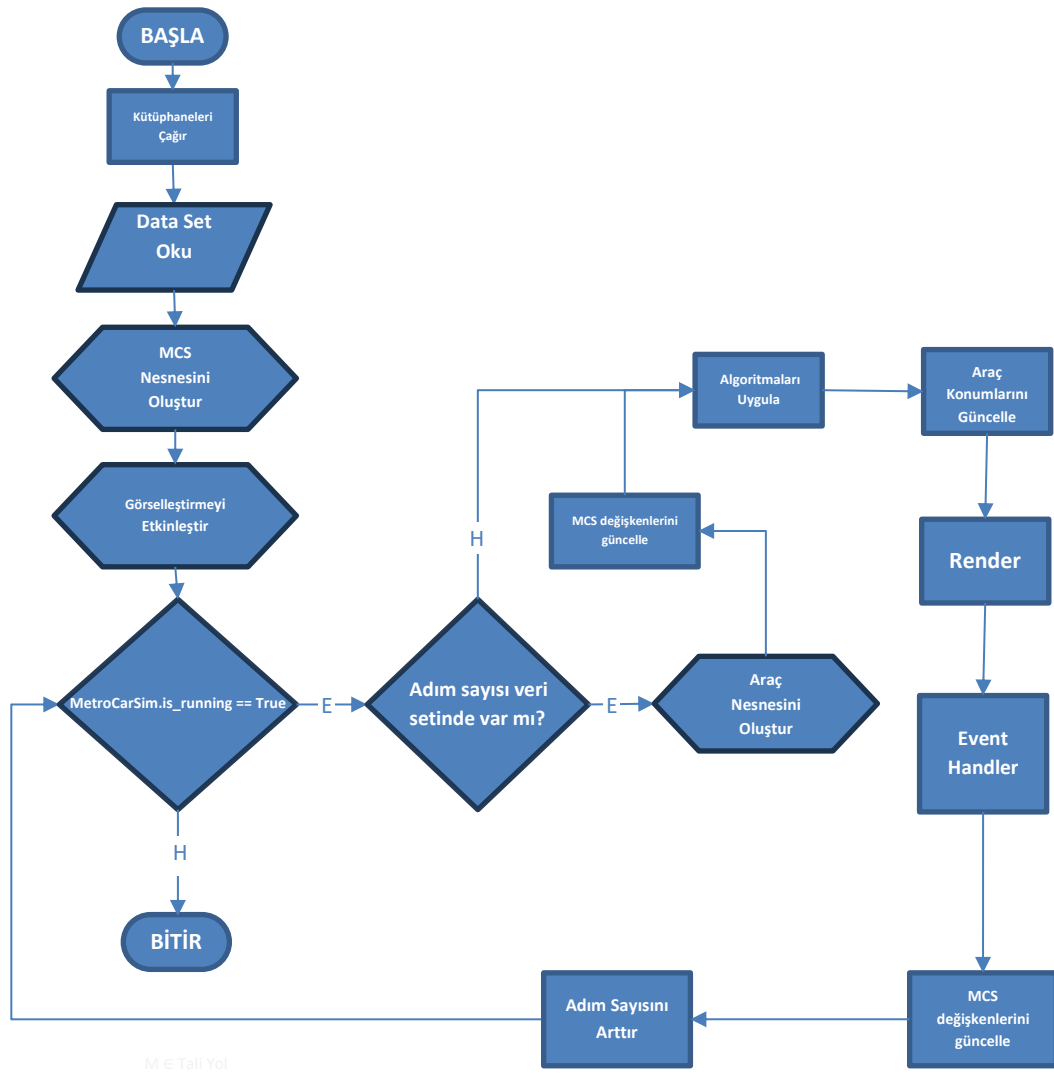 BAŞLA
Kütüphaneleri
Çağır
Data Set
Oku
MCS
Nesnesini
Oluştur
Görselleştirmeyi
Etkinleştir
MetroCarSim.is_running == True
E
H
BİTİR
Adım sayısı veri
setinde var mı?
H
E
Araç
Nesnesini
Oluştur
MCS değişkenlerini
güncelle
Algoritmaları
Uygula
Araç
Konumlarını
Güncelle
Render
Event
Handler
MCS
değişkenlerini
güncelle
Adım Sayısını
Arttır
M ∈ Tali Yol